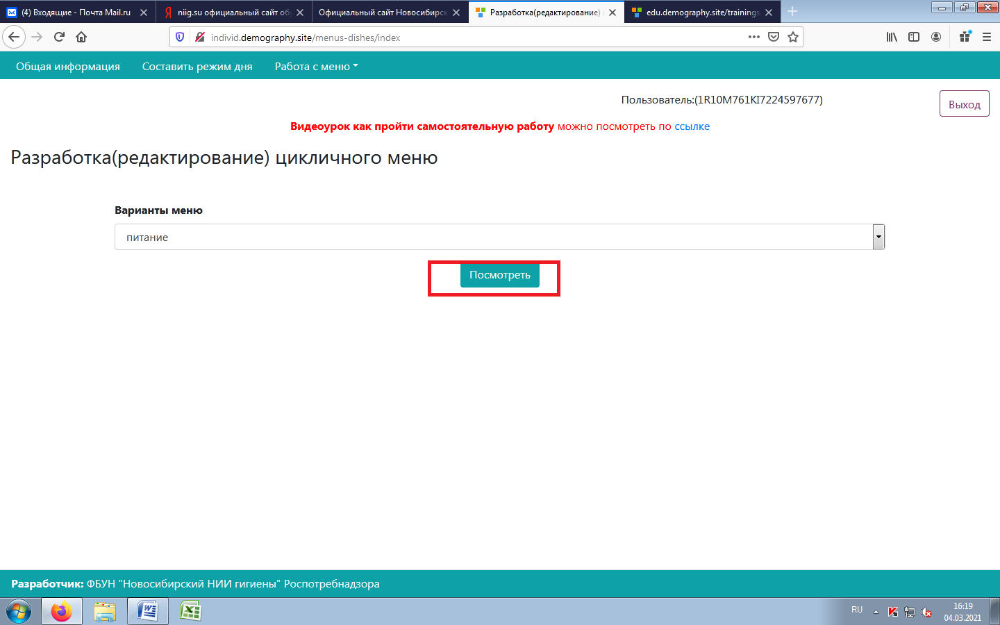 (4) Входящие - Почта Mail.ru
niig.su официальный сайт обу
Официальный сайт Новосибирск
Разработка(редактирование)
edu.demography.site/trainings
individ.demography.site/menus-dishes/index
Общая информация Составить режим дня Работа с меню
Пользователь:(1R10M761KI7224597677)
Выход
Видеоурок как пройти самостоятельную работу можно посмотреть по ссылке
Разработка(редактирование) цикличного меню
Варианты меню
питание
Посмотреть
Разработчик: ФБУН "Новосибирский НИИ гигиены" Роспотребнадзора
RU
16:19
04.03.2021